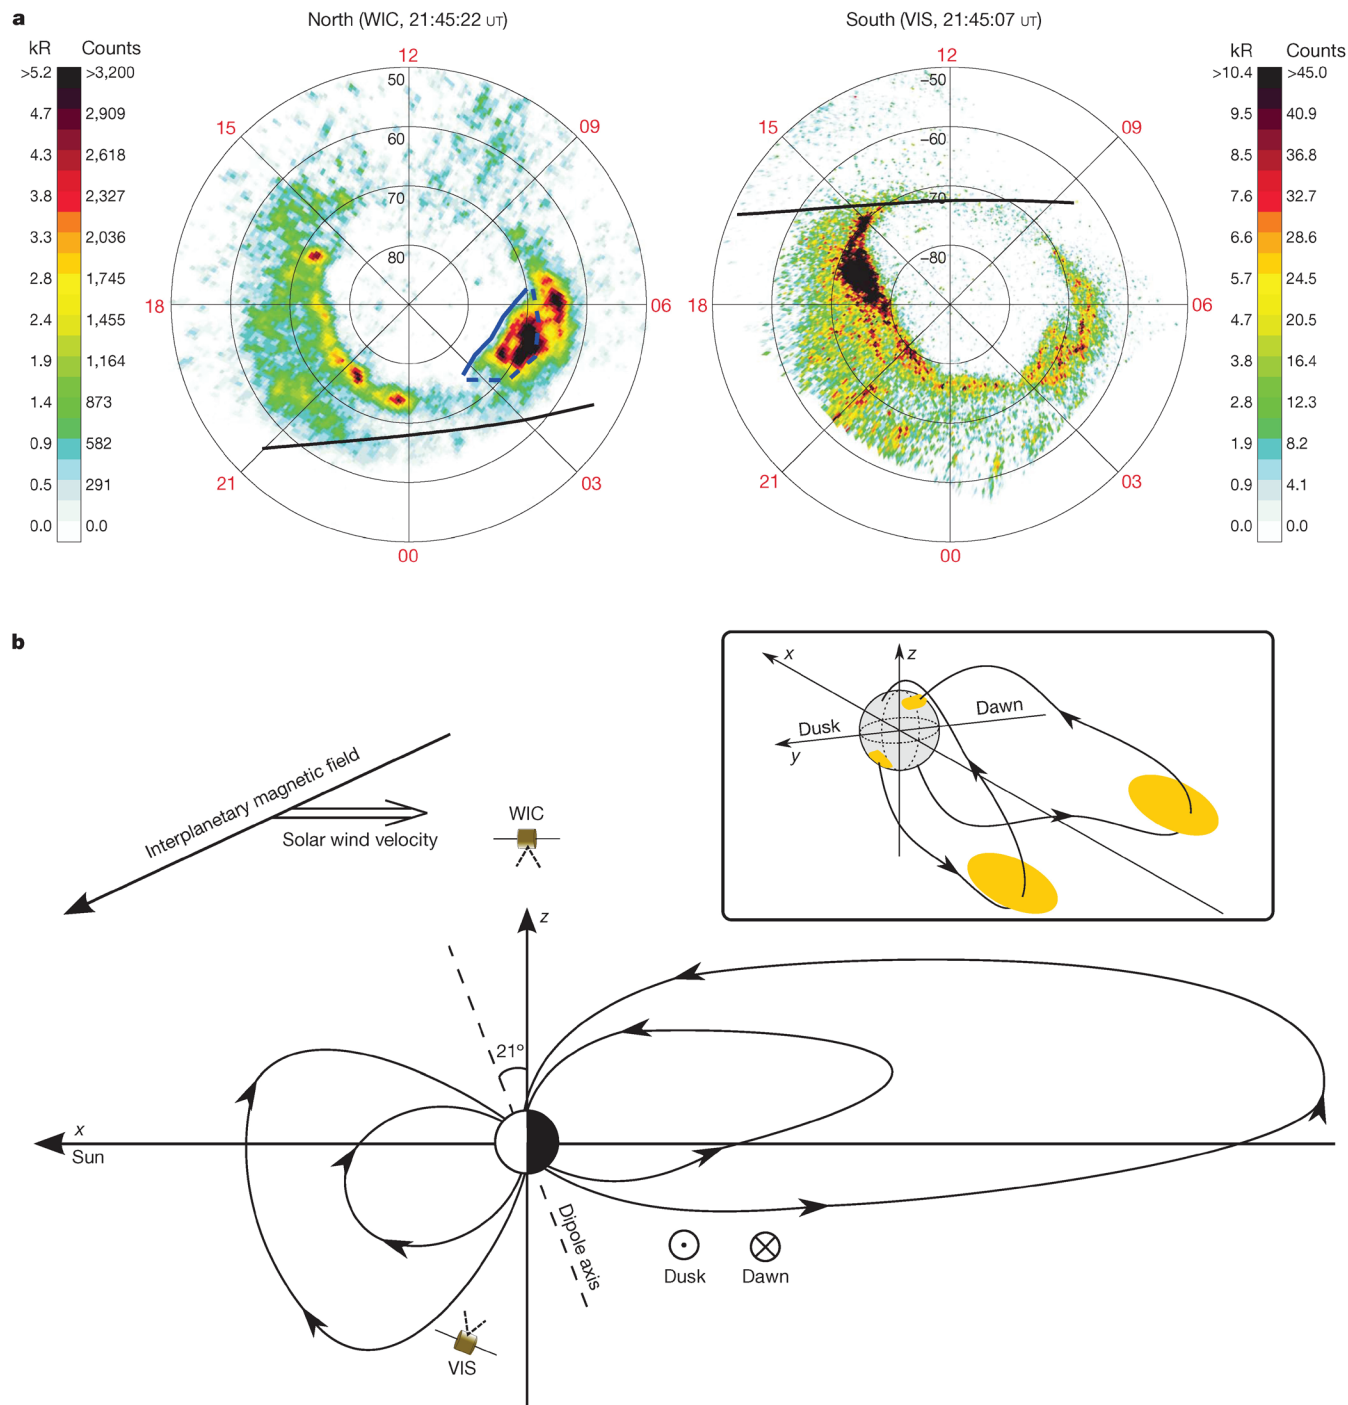 a
North (WIC, 21:45:22 UT)
South (VIS, 21:45:07 UT)
kR Counts
>5.2 >3,200
4.7 2,909
4.3 2,618
3.8 2,327
3.3 2,036
2.8 1,745
2.4 1,455
1.9 1,164
1.4 873
0.9 582
0.5 291
0.0 0.0
12
50
15
09
60
70
80
18
06
21
03
00
12
–50
15
09
–60
–70
–80
18
06
21
03
00
kR Counts
>10.4 >45.0
9.5 40.9
8.5 36.8
7.6 32.7
6.6 28.6
5.7 24.5
4.7 20.5
3.8 16.4
2.8 12.3
1.9 8.2
0.9 4.1
0.0 0.0
b
x
z
Dawn
Dusk
y
Interplanetary magnetic field
Solar wind velocity
WIC
z
21°
x
Sun
Dipole axis
Dusk
Dawn
VIS